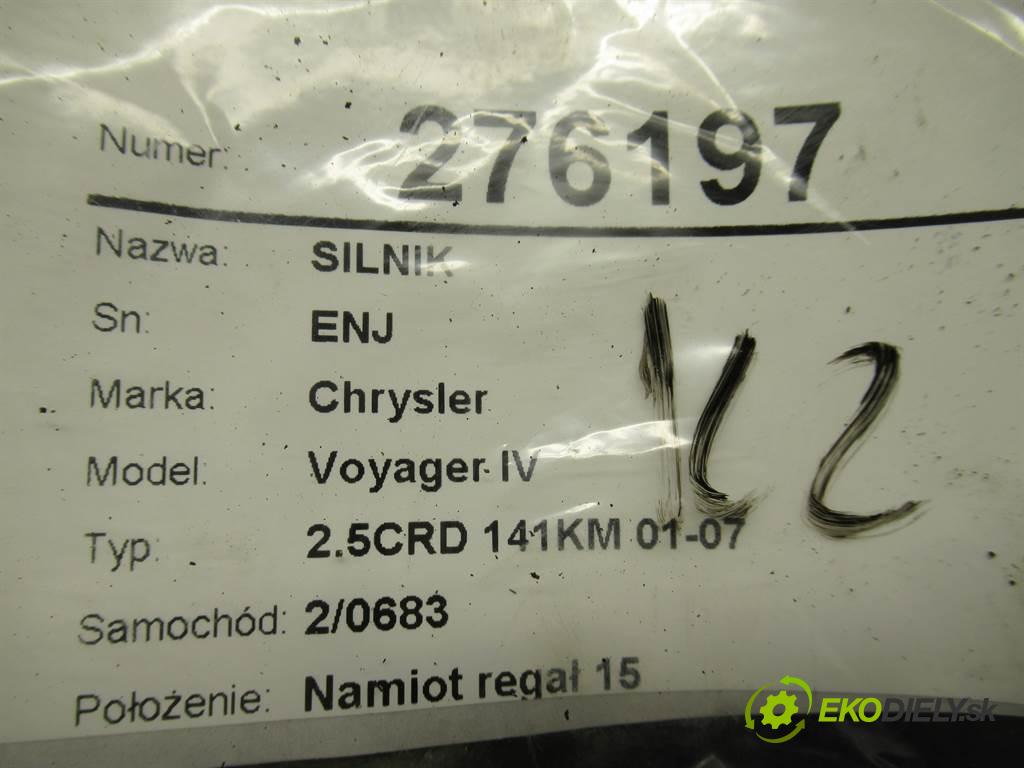 Numer: 276197
Nazwa: SILNIK
Sn: ENJ
Marka: Chrysler
Model: Voyager IV
Typ: 2.5CRD 141KM 01-07
Samochód: 2/0683
Położenie: Namiot regał 15
EKODIELY.sk